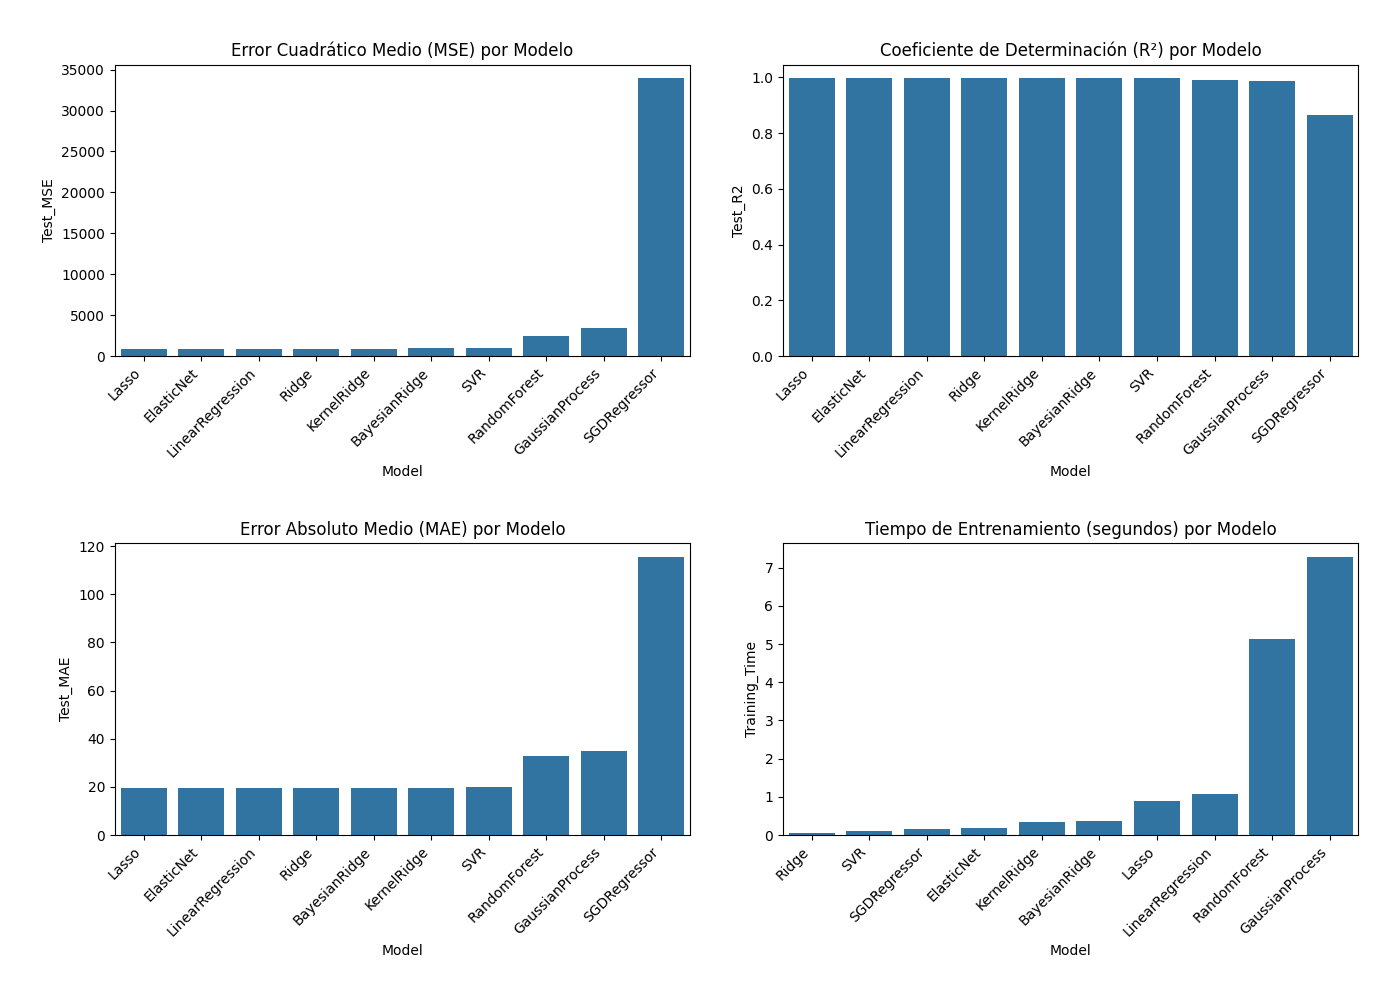 Error Cuadrático Medio (MSE) por Modelo
35000
30000
25000
20000
15000
10000
5000
0
Test_MSE
Lasso
ElasticNet
LinearRegression
Ridge
KernelRidge
BayesianRidge
SVR
RandomForest
GaussianProcess
SGDRegressor
Model
Coeficiente de Determinación (R²) por Modelo
1.0
0.8
0.6
0.4
0.2
0.0
Test_R2
Lasso
ElasticNet
LinearRegression
Ridge
KernelRidge
BayesianRidge
SVR
RandomForest
GaussianProcess
SGDRegressor
Model
Error Absoluto Medio (MAE) por Modelo
120
100
80
60
40
20
0
Test_MAE
Lasso
ElasticNet
LinearRegression
Ridge
BayesianRidge
KernelRidge
SVR
RandomForest
GaussianProcess
SGDRegressor
Model
Tiempo de Entrenamiento (segundos) por Modelo
7
6
5
4
3
2
1
0
Training_Time
Ridge
SVR
SGDRegressor
ElasticNet
KernelRidge
BayesianRidge
Lasso
LinearRegression
RandomForest
GaussianProcess
Model